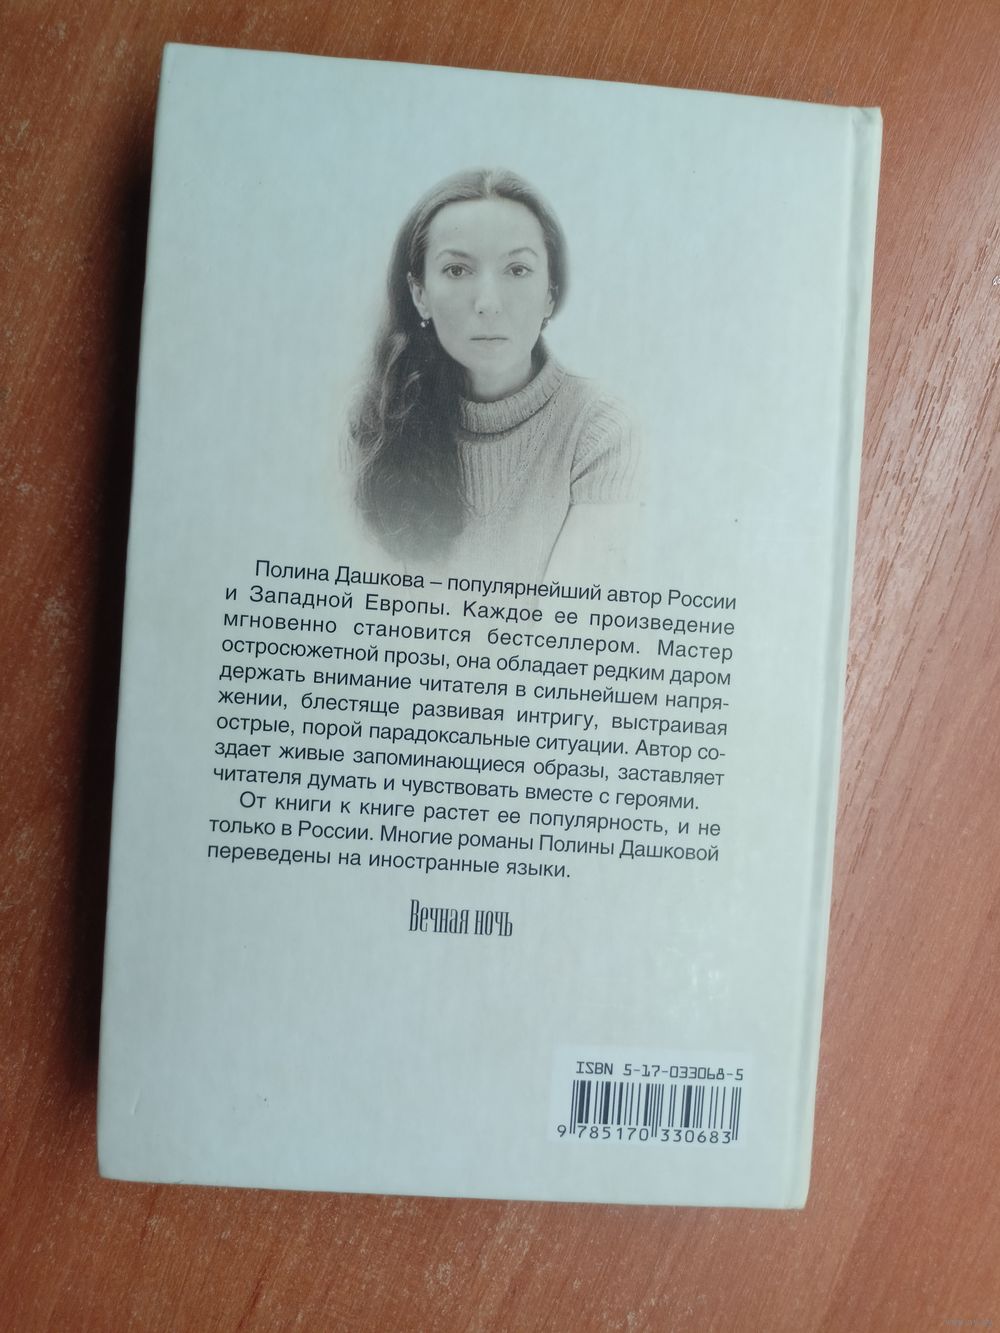 Полина Дашкова – популярнейший автор России
и Западной Европы. Каждое ее произведение
мгновенно становится бестселлером. Мастер
остросюжетной прозы, она обладает редким даром
держать внимание читателя в сильнейшем напря-
жении, блестяще развивая интригу, выстраивая
острые, порой парадоксальные ситуации. Автор со-
здает живые запоминающиеся образы, заставляет
читателя думать и чувствовать вместе с героями.
От книги к книге растет ее популярность, и не
только в России. Многие романы Полины Дашковой
переведены на иностранные языки.
Вечная ночь
ISBN 5-17-033068-5
9 785170 330683